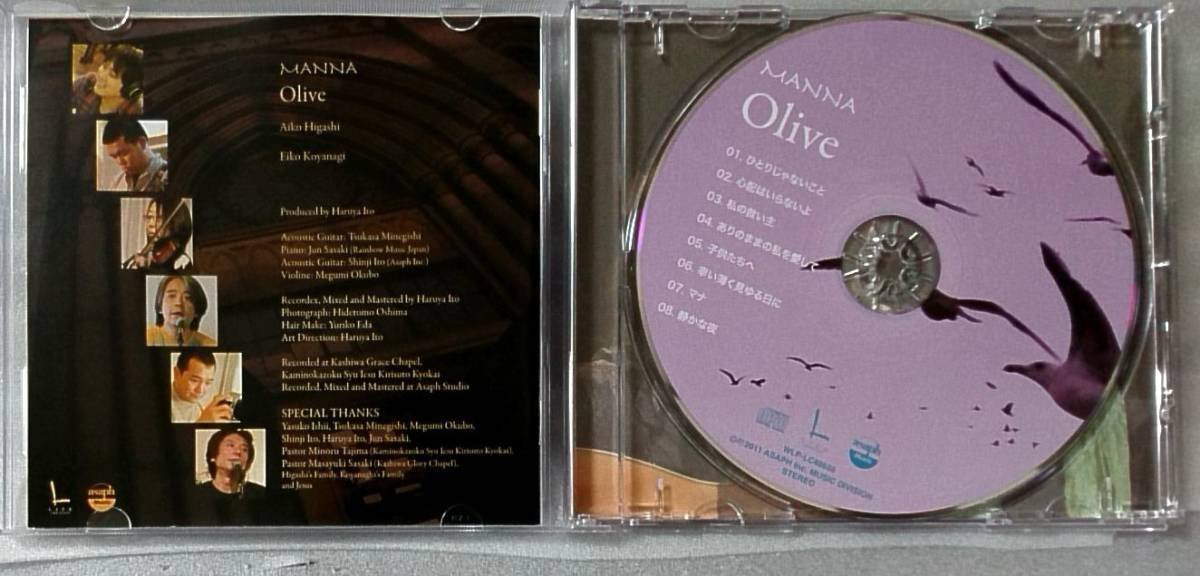 MANNA
Olive
Aiko Higashi
Eiko Koyanagi
Produced by Haruya Ito
Acoustic Guitar: Tsukasa Minegishi
Piano: Jun Sasaki (Rainbow Music Japan)
Acoustic Guitar: Shinji Ito (Asaph Inc.)
Violine: Megumi Okubo
Recordex, Mixed and Mastered by Haruya Ito
Photograph: Hidetomo Oshima
Hair Make: Yuriko Eda
Art Direction: Haruya Ito
Recorded at Kashiwa Grace Chapel,
Kaminokazoku Syu Iesu Kirisuto Kyokai
Recorded, Mixed and Mastered at Asaph Studio
SPECIAL THANKS
Yasuko Ishii, Tsukasa Minegishi, Megumi Okubo,
Shinji Ito, Haruya Ito, Jun Sasaki,
Pastor Minoru Tajima (Kaminokazoku Syu Iesu Kirisuto Kyokai),
Pastor Masayuki Sasaki (Kashiwa Glory Chapel),
Higashi's Family, Koyanagi's Family
and Jesus
LIFE
asaph
Music
MANNA
Olive
01. ひとりじゃないこと
02. 心配はいらないよ
03. 私の救い主
04. ありのままの私を愛して
05. 子供たちへ
06. 幸い薄く見ゆる日に
07. マナ
08. 静かな夜
asaph
Music
℗©2011 ASAPH Inc. MUSIC DIVISION
STEREO